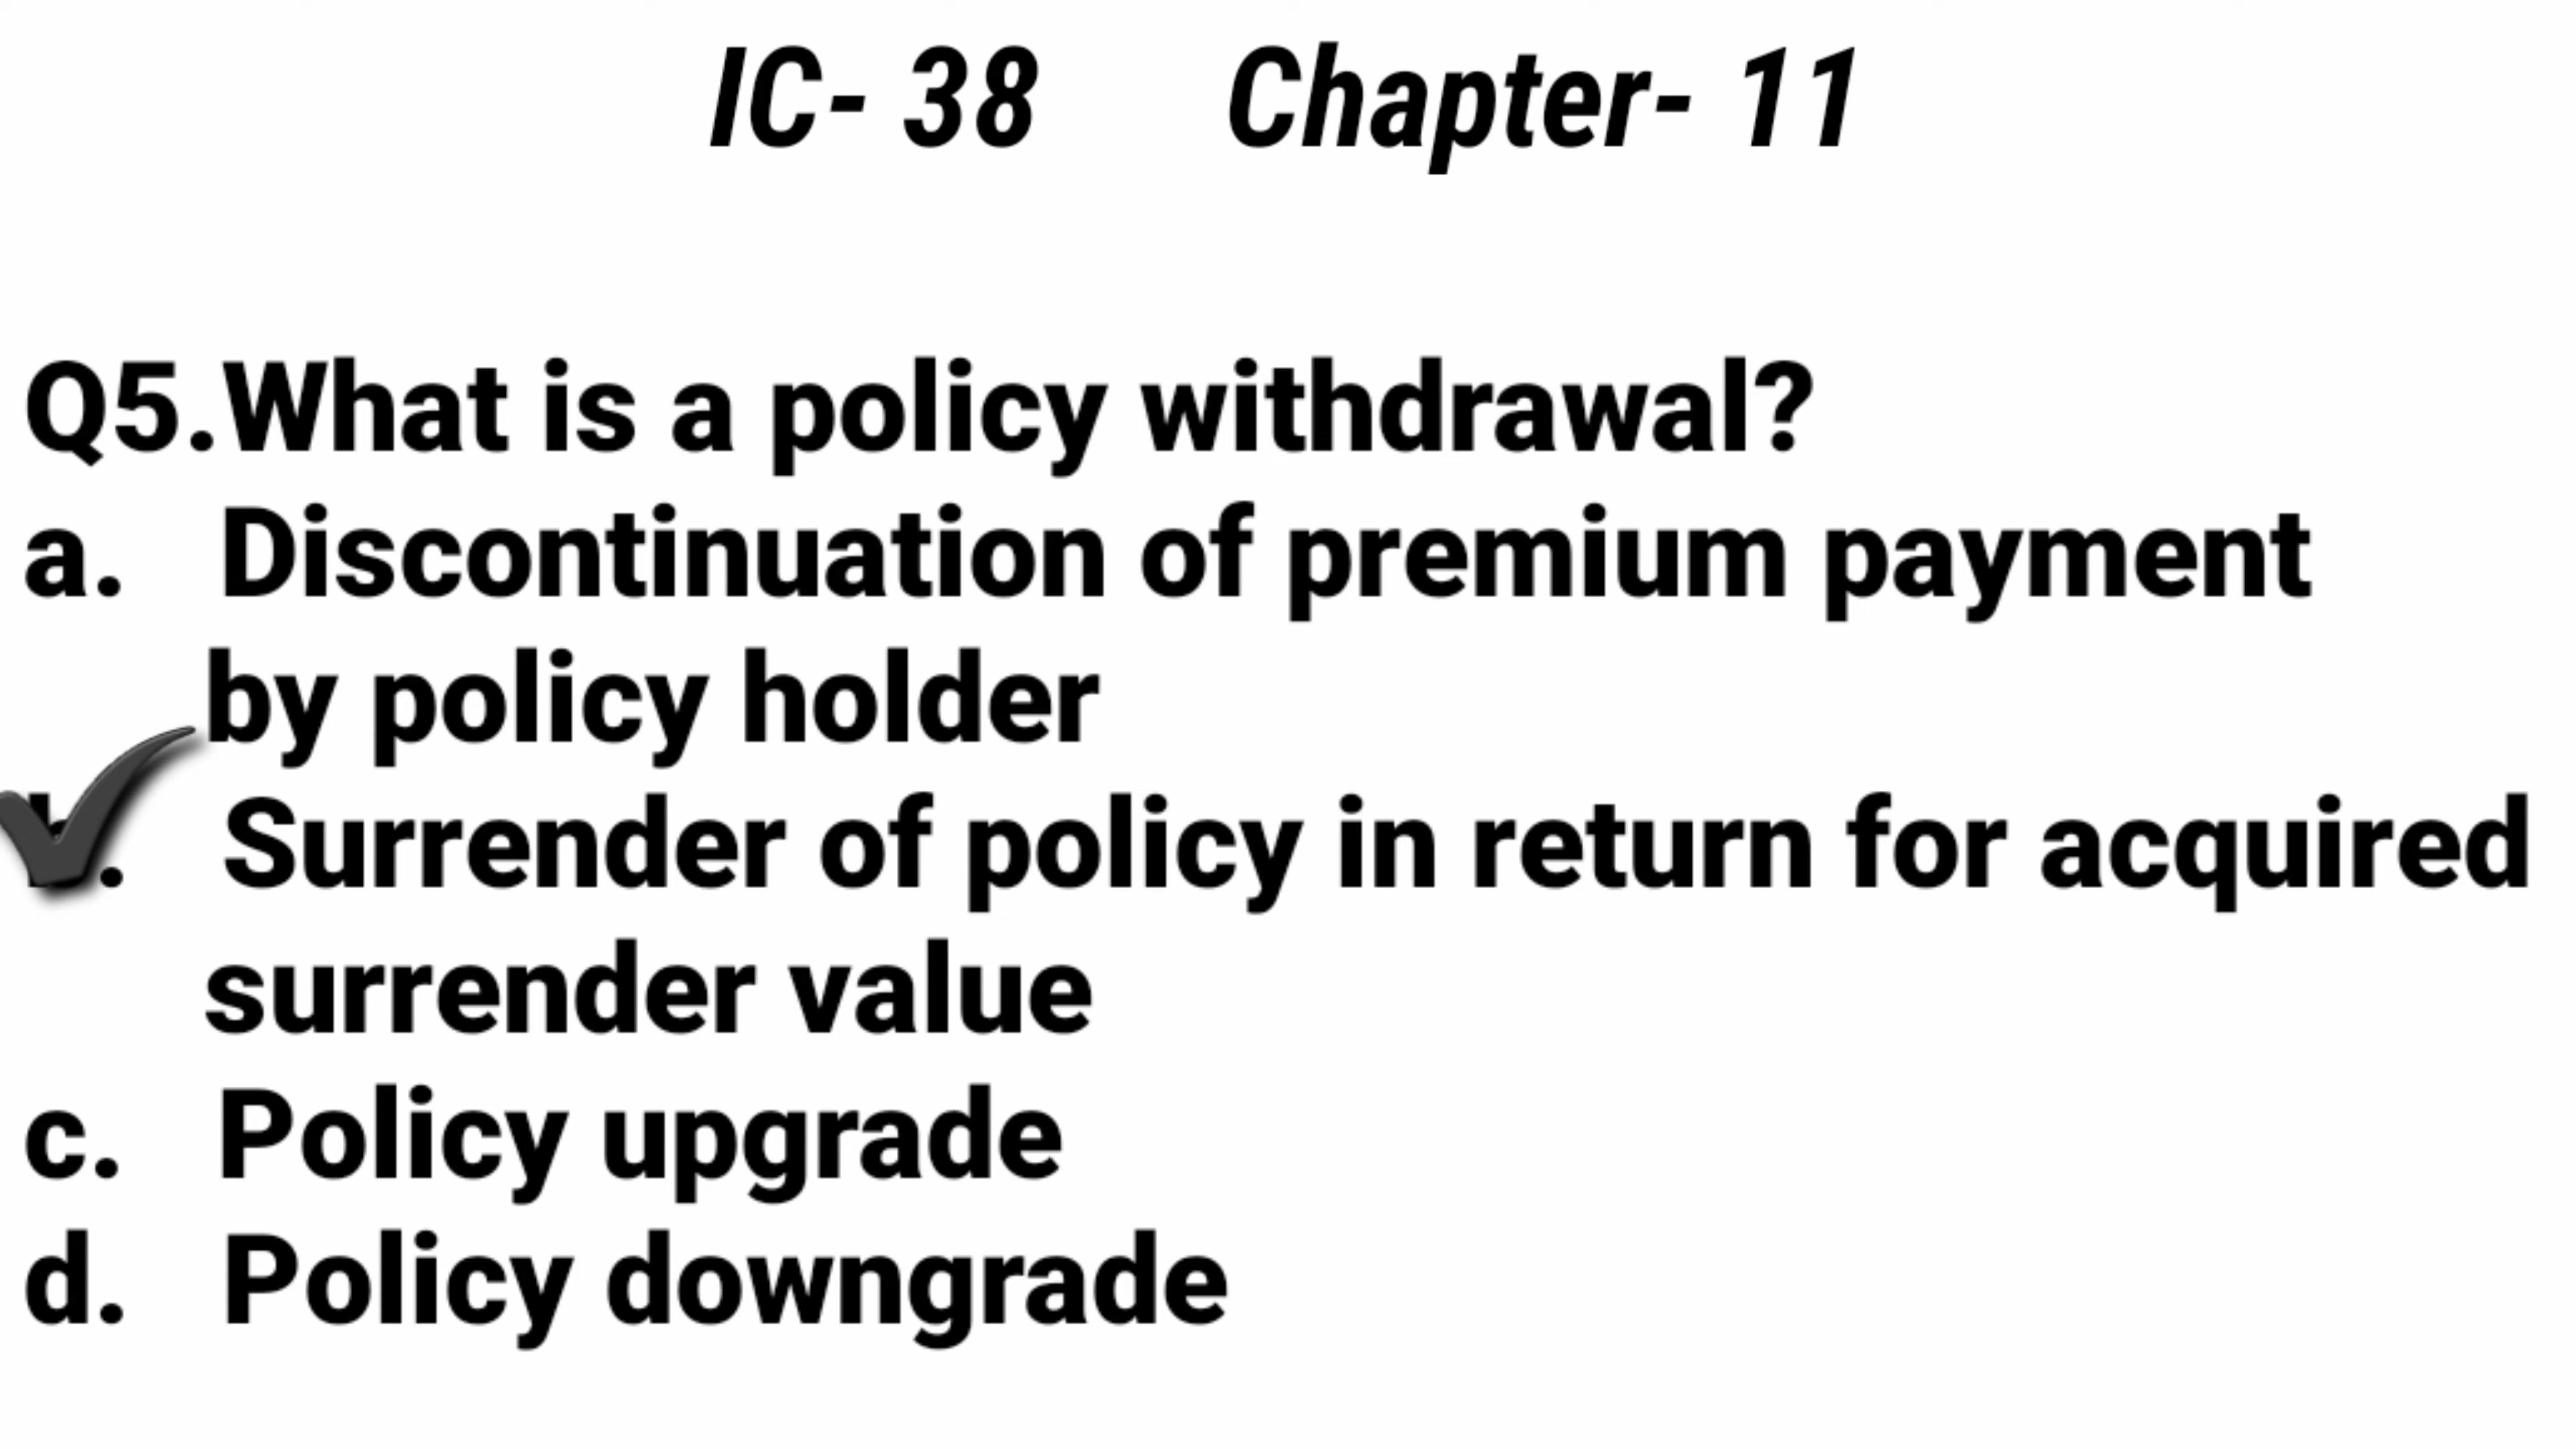 IC- 38 Chapter- 11
Q5.What is a policy withdrawal?
a. Discontinuation of premium payment
by policy holder
b. Surrender of policy in return for acquired
surrender value
c. Policy upgrade
d. Policy downgrade